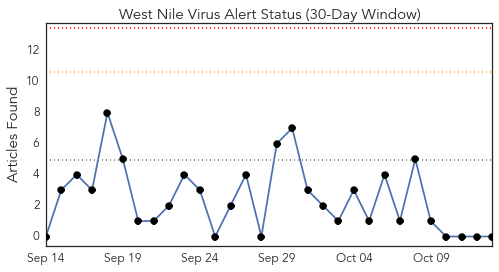 West Nile Virus Alert Status (30-Day Window)
Articles Found
12
10
8
6
4
2
0
Sep 14 Sep 19 Sep 24 Sep 29 Oct 04 Oct 09